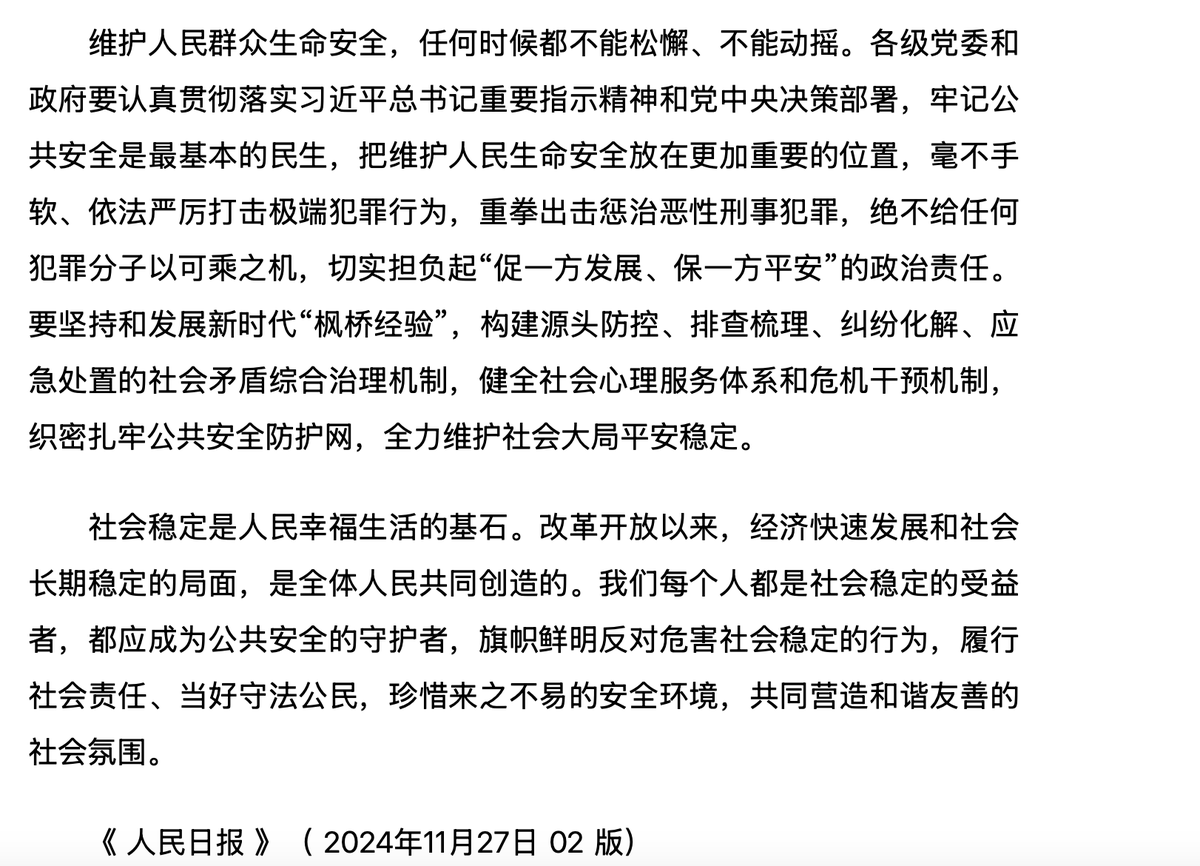 维护人民群众生命安全，任何时候都不能松懈、不能动摇。各级党委和
政府要认真贯彻落实习近平总书记重要指示精神和党中央决策部署，牢记公
共安全是最基本的民生，把维护人民生命安全放在更加重要的位置，毫不手
软、依法严厉打击极端犯罪行为，重拳出击惩治恶性刑事犯罪，绝不给任何
犯罪分子以可乘之机，切实担负起“促一方发展、保一方平安”的政治责任。
要坚持和发展新时代“枫桥经验”，构建源头防控、排查梳理、纠纷化解、应
急处置的社会矛盾综合治理机制，健全社会心理服务体系和危机干预机制，
织密扎牢公共安全防护网，全力维护社会大局平安稳定。
社会稳定是人民幸福生活的基石。改革开放以来，经济快速发展和社会
长期稳定的局面，是全体人民共同创造的。我们每个人都是社会稳定的受益
者，都应成为公共安全的守护者，旗帜鲜明反对危害社会稳定的行为，履行
社会责任、当好守法公民，珍惜来之不易的安全环境，共同营造和谐友善的
社会氛围。
《 人民日报 》（ 2024年11月27日 02 版）